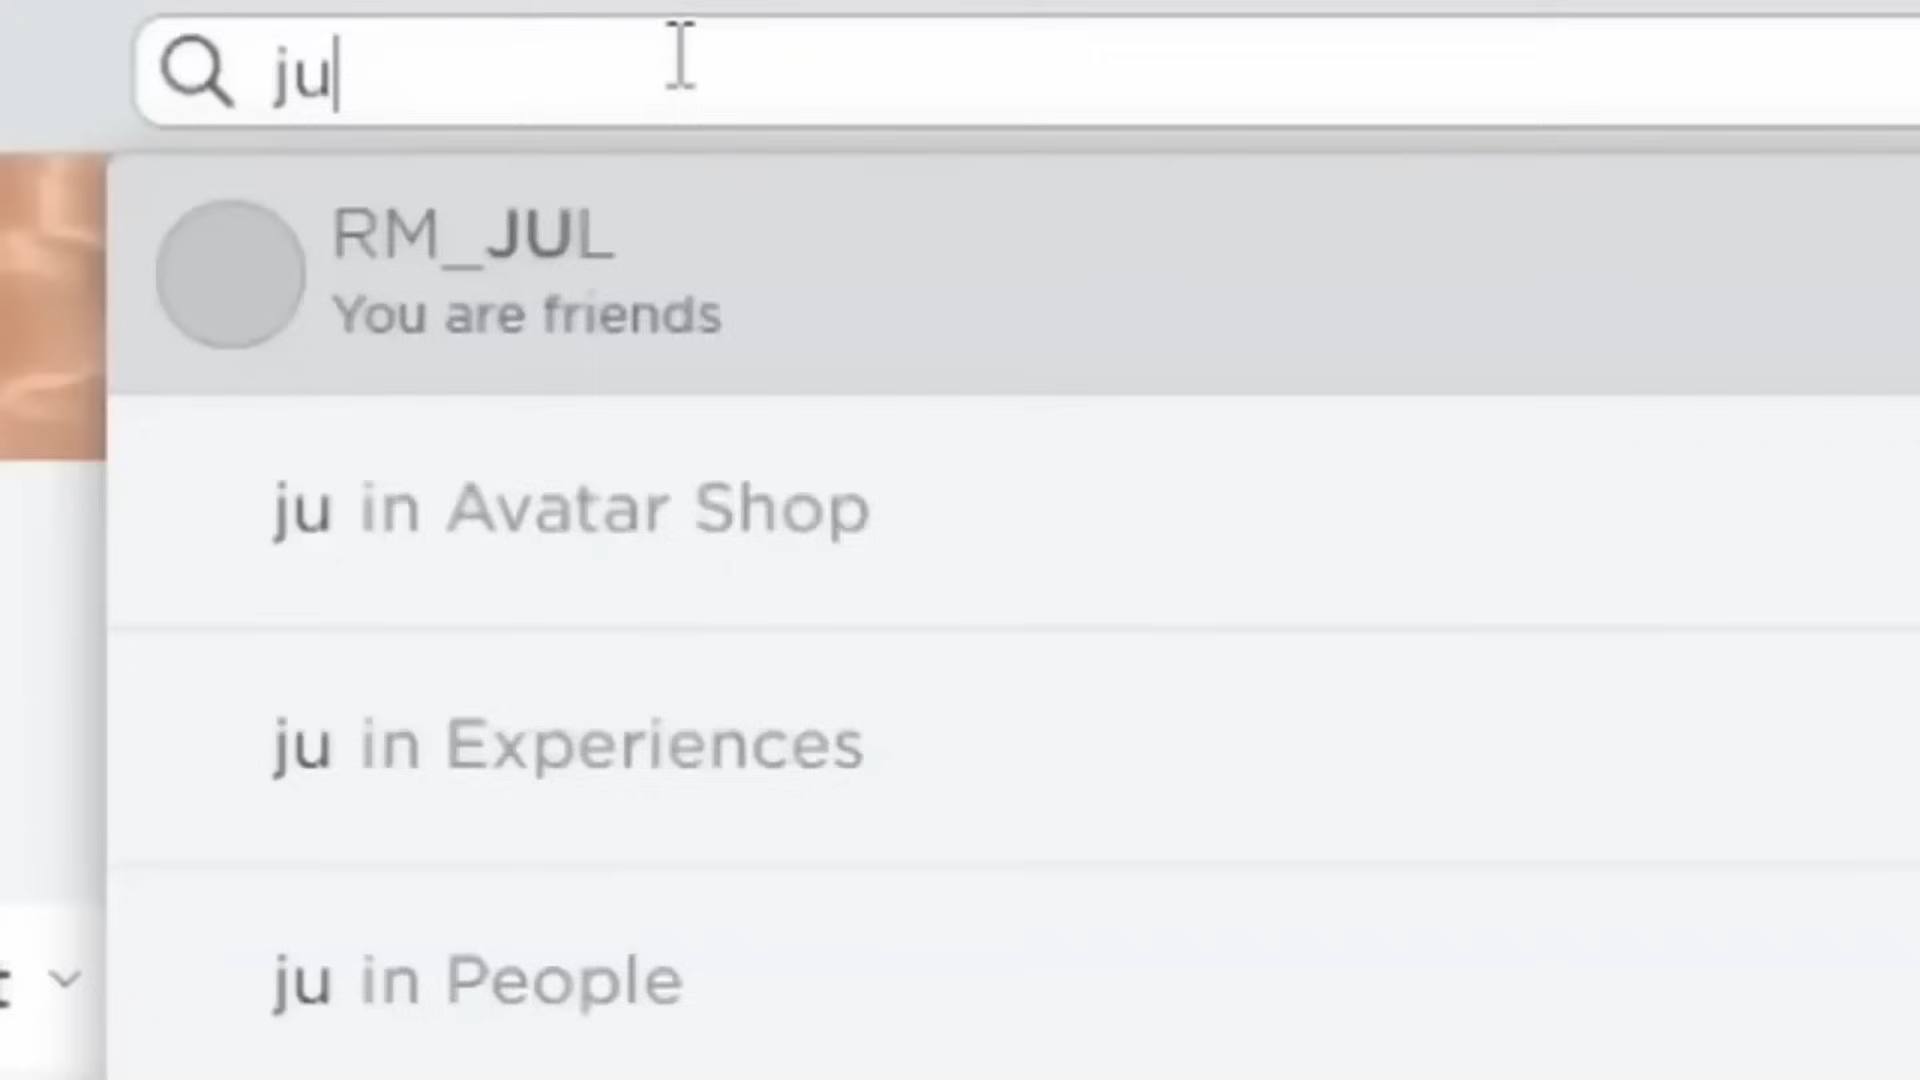 ju
RM_JUL
You are friends
ju in Avatar Shop
ju in Experiences
ju in People
t